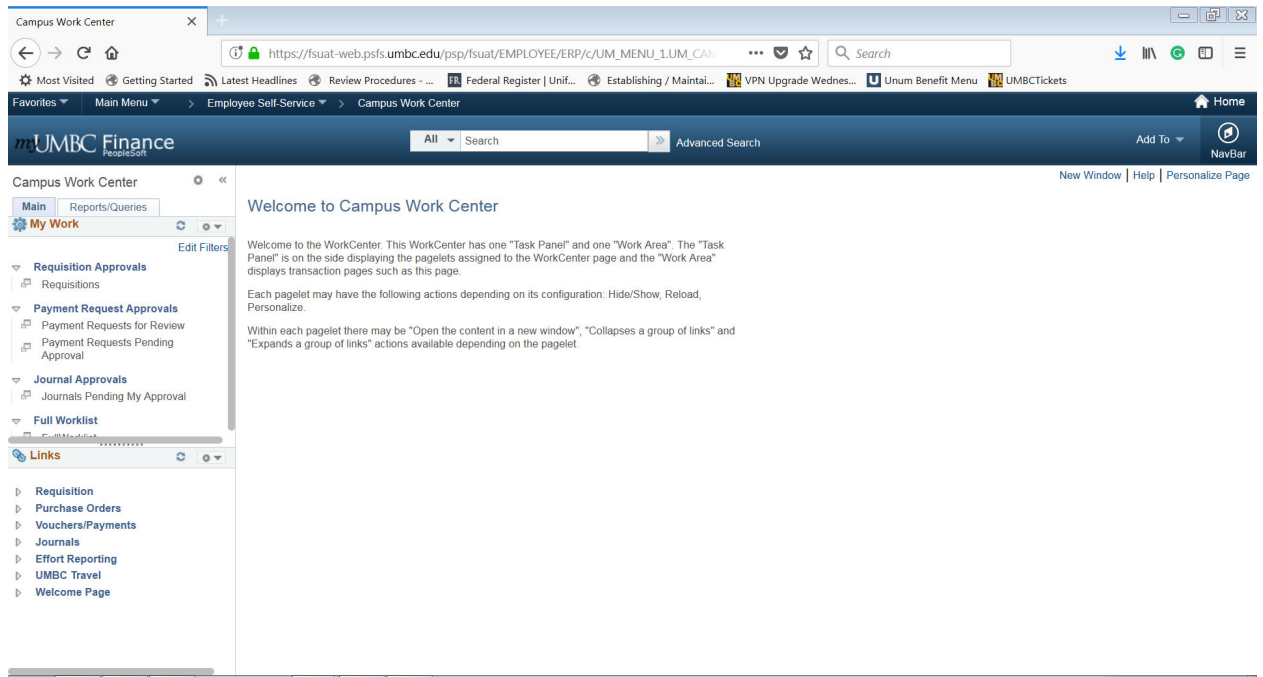 Campus Work Center
https://fsuat-web.psfs.umbc.edu/psp/fsuat/EMPLOYEE/ERP/c/UM_MENU_1.UM_CAN
Search
Most Visited Getting Started Latest Headlines Review Procedures - ... FR Federal Register | Unif... Establishing / Maintai... VPN Upgrade Wednes... Unum Benefit Menu UMBCTickets
Favorites Main Menu > Employee Self-Service > Campus Work Center Home
myUMBC Finance
PeopleSoft
All Search Advanced Search
Add To
NavBar
New Window | Help | Personalize Page
Campus Work Center
Main Reports/Queries
My Work
Edit Filters
Requisition Approvals
Requisitions
Payment Request Approvals
Payment Requests for Review
Payment Requests Pending
Approval
Journal Approvals
Journals Pending My Approval
Full Worklist
Links
Requisition
Purchase Orders
Vouchers/Payments
Journals
Effort Reporting
UMBC Travel
Welcome Page
Welcome to Campus Work Center
Welcome to the WorkCenter. This WorkCenter has one "Task Panel" and one "Work Area". The "Task
Panel" is on the side displaying the pagelets assigned to the WorkCenter page and the "Work Area"
displays transaction pages such as this page.
Each pagelet may have the following actions depending on its configuration: Hide/Show, Reload,
Personalize.
Within each pagelet there may be "Open the content in a new window", "Collapses a group of links" and
"Expands a group of links" actions available depending on the pagelet.